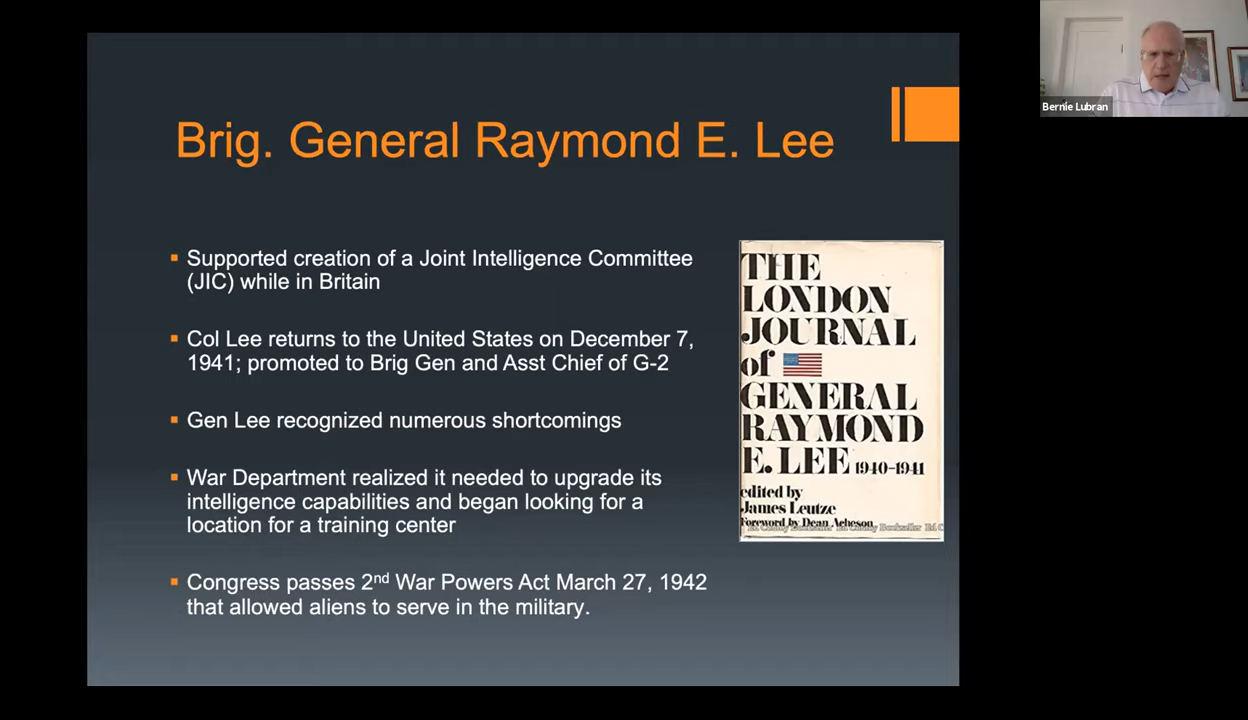 Brig. General Raymond E. Lee
Supported creation of a Joint Intelligence Committee
(JIC) while in Britain
Col Lee returns to the United States on December 7,
1941; promoted to Brig Gen and Asst Chief of G-2
Gen Lee recognized numerous shortcomings
War Department realized it needed to upgrade its
intelligence capabilities and began looking for a
location for a training center
Congress passes 2nd War Powers Act March 27, 1942
that allowed aliens to serve in the military.
THE
LONDON
JOURNAL
of
GENERAL
RAYMOND
E. LEE 1940-1941
edited by
James Leutze
Foreword by Dean Acheson
Bernie Lubran